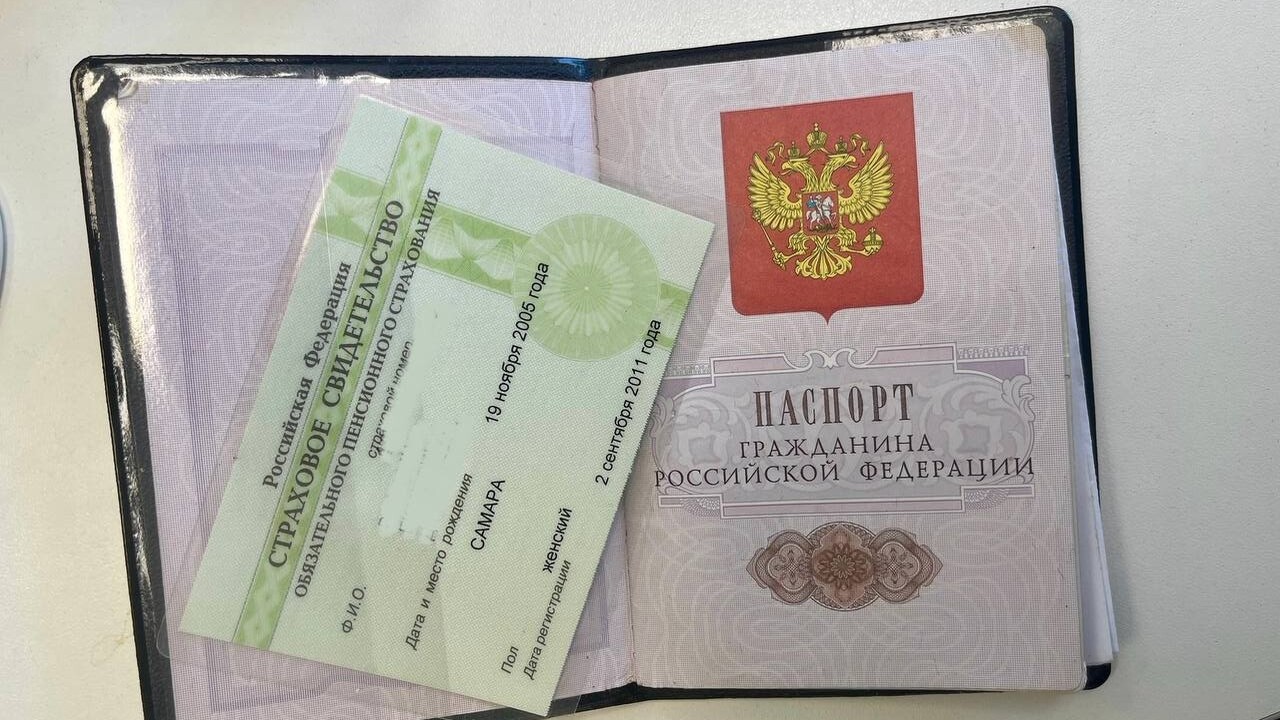 Российская Федерация
СТРАХОВОЕ СВИДЕТЕЛЬСТВО
ОБЯЗАТЕЛЬНОГО ПЕНСИОННОГО СТРАХОВАНИЯ
страховой номер
Ф.И.О.
Дата и место рождения 19 ноября 2005 года
САМАРА
Пол женский
Дата регистрации 2 сентября 2011 года
ПАСПОРТ
ГРАЖДАНИНА
РОССИЙСКОЙ ФЕДЕРАЦИИ